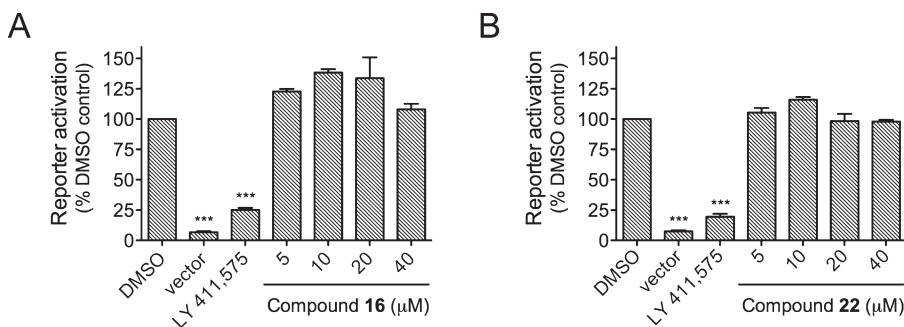 A
Reporter activation
(% DMSO control)
150
125
100
75
50
25
0
***
***
DMSO
vector
LY 411,575
5
10
20
40
Compound 16 (μM)
B
Reporter activation
(% DMSO control)
150
125
100
75
50
25
0
***
***
DMSO
vector
LY 411,575
5
10
20
40
Compound 22 (μM)